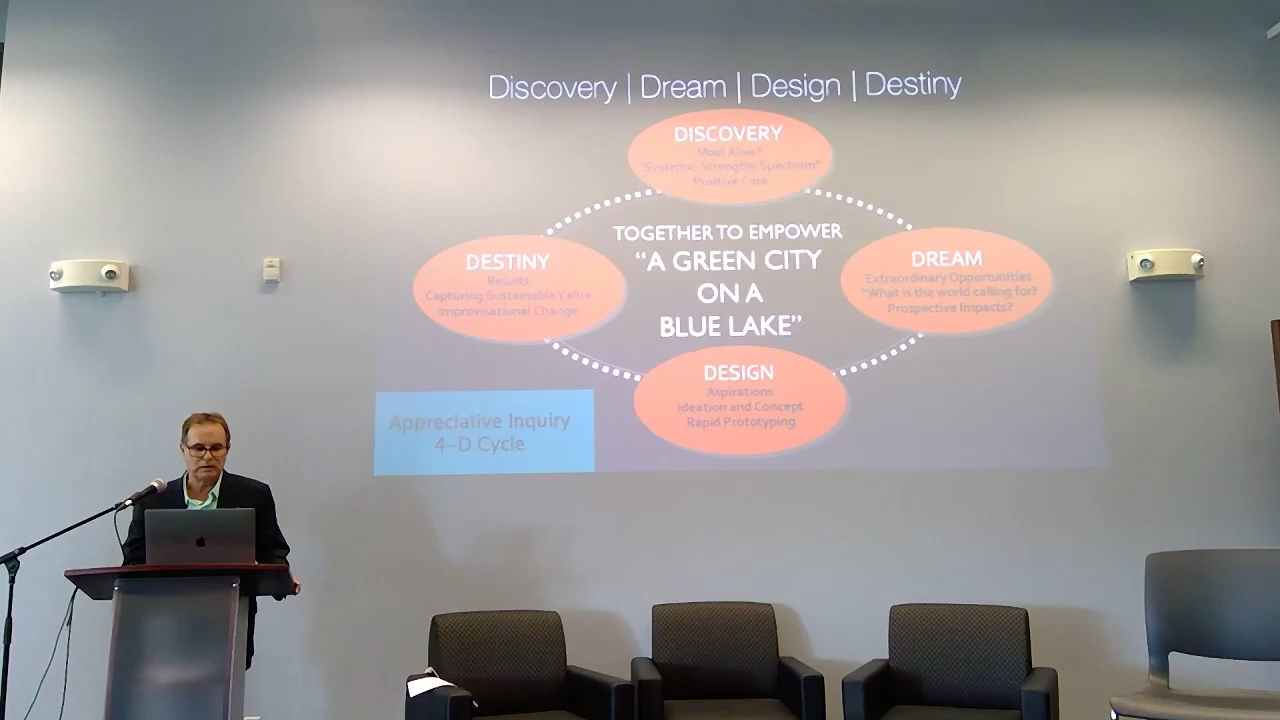 Discovery | Dream | Design | Destiny
DISCOVERY
Most Alive?
"Systemic-Strengths Spectrum"
Positive Core
TOGETHER TO EMPOWER
“A GREEN CITY
ON A
BLUE LAKE”
DESTINY
Results
Capturing Sustainable Value
Improvisational Change
DREAM
Extraordinary Opportunities
"What is the world calling for?
Prospective Impacts?
DESIGN
Aspirations
Ideation and Concept
Rapid Prototyping
Appreciative Inquiry
4-D Cycle